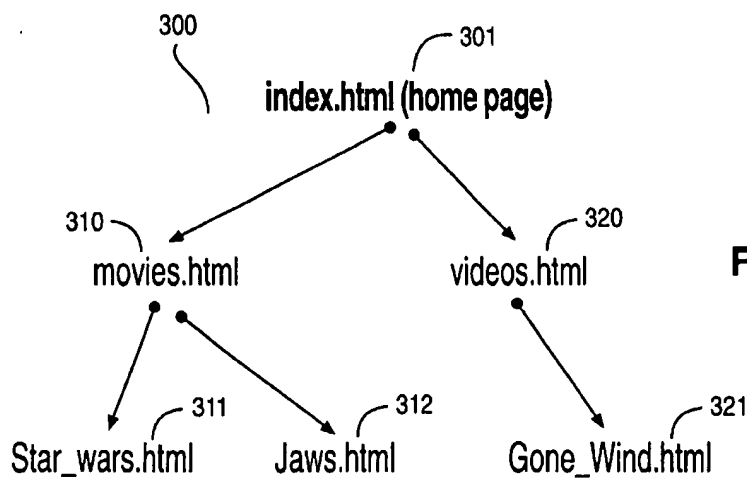 300
301
index.html (home page)
310
320
movies.html
videos.html
F
311
312
321
Star_wars.html
Jaws.html
Gone_Wind.html